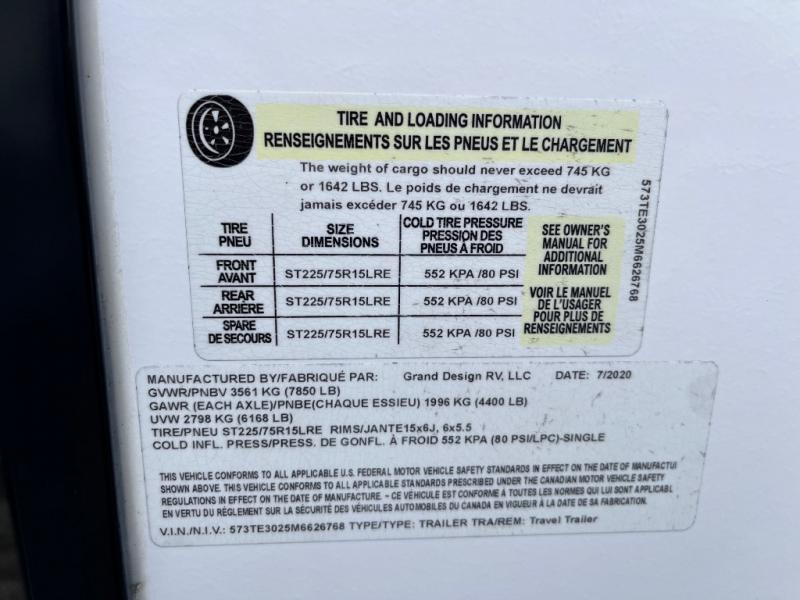 TIRE AND LOADING INFORMATION
RENSEIGNEMENTS SUR LES PNEUS ET LE CHARGEMENT
The weight of cargo should never exceed 745 KG
or 1642 LBS. Le poids de chargement ne devrait
jamais excéder 745 KG ou 1642 LBS.
TIRE
PNEU
SIZE
DIMENSIONS
COLD TIRE PRESSURE
PRESSION DES
PNEUS À FROID
FRONT
AVANT
ST225/75R15LRE
552 KPA /80 PSI
REAR
ARRIÈRE
ST225/75R15LRE
552 KPA /80 PSI
SPARE
DE SECOURS
ST225/75R15LRE
552 KPA /80 PSI
SEE OWNER'S
MANUAL FOR
ADDITIONAL
INFORMATION
VOIR LE MANUEL
DE L'USAGER
POUR PLUS DE
RENSEIGNEMENTS
573TE3025M6626768
MANUFACTURED BY/FABRIQUÉ PAR: Grand Design RV, LLC DATE: 7/2020
GVWR/PNBV 3561 KG (7850 LB)
GAWR (EACH AXLE)/PNBE(CHAQUE ESSIEU) 1996 KG (4400 LB)
UVW 2798 KG (6168 LB)
TIRE/PNEU ST225/75R15LRE RIMS/JANTE15x6J, 6x5.5
COLD INFL. PRESS/PRESS. DE GONFL. À FROID 552 KPA (80 PSI/LPC)-SINGLE
THIS VEHICLE CONFORMS TO ALL APPLICABLE U.S. FEDERAL MOTOR VEHICLE SAFETY STANDARDS IN EFFECT ON THE DATE OF MANUFACTU
SHOWN ABOVE. THIS VEHICLE CONFORMS TO ALL APPLICABLE STANDARDS PRESCRIBED UNDER THE CANADIAN MOTOR VEHICLE SAFETY
REGULATIONS IN EFFECT ON THE DATE OF MANUFACTURE. - CE VÉHICULE EST CONFORME À TOUTES LES NORMES QUI LUI SONT APPLICABL
EN VERTU DU RÈGLEMENT SUR LA SÉCURITÉ DES VÉHICULES AUTOMOBILES DU CANADA EN VIGUEUR À LA DATE DE SA FABRICATION.
V.I.N./N.I.V.: 573TE3025M6626768 TYPE/TYPE: TRAILER TRA/REM: Travel Trailer